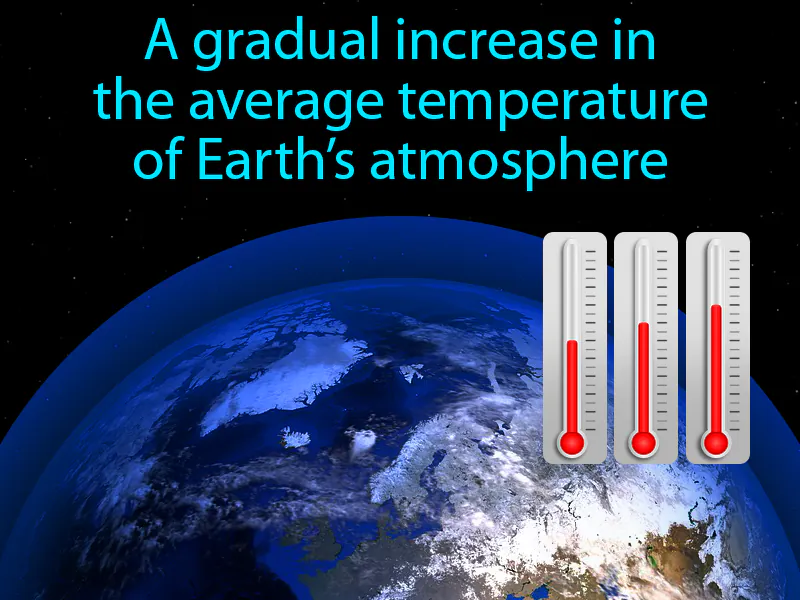 A gradual increase in
the average temperature
of Earth’s atmosphere